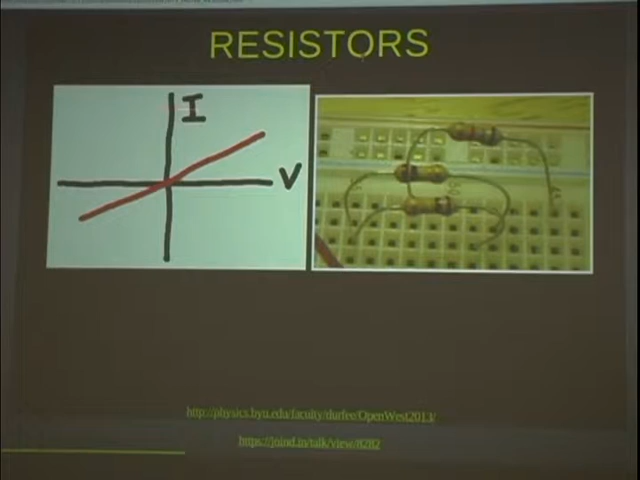 RESISTORS
I
V
http://physics.byu.edu/faculty/durfee/OpenWest2013/
https://joind.in/talk/view/8282